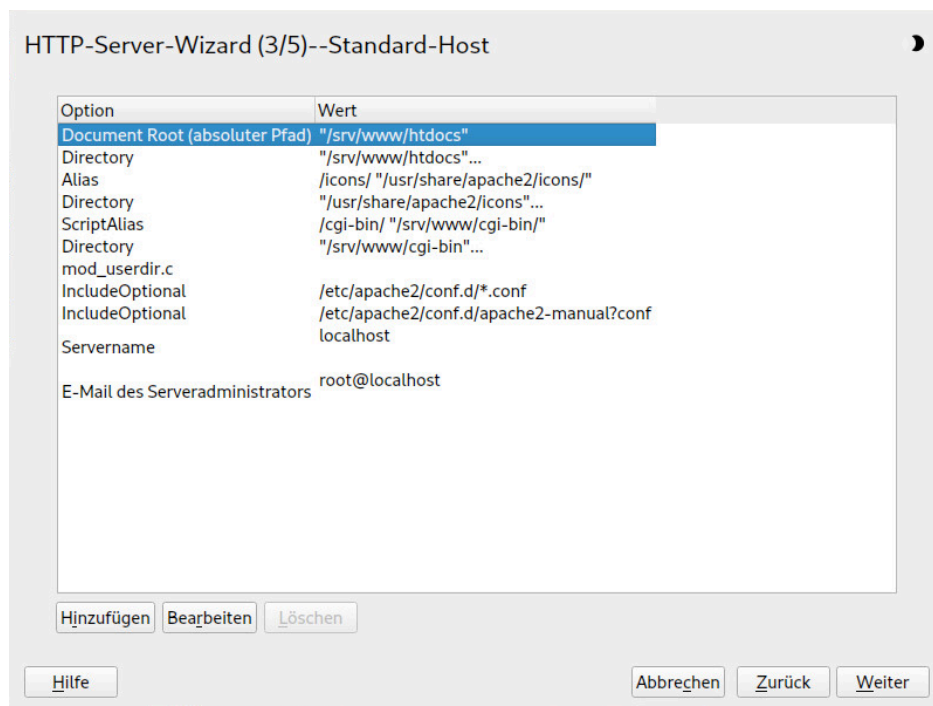 HTTP-Server-Wizard (3/5)--Standard-Host
Option Wert
Document Root (absoluter Pfad) "/srv/www/htdocs"
Directory "/srv/www/htdocs"...
Alias /icons/ "/usr/share/apache2/icons/"
Directory "/usr/share/apache2/icons"...
ScriptAlias /cgi-bin/ "/srv/www/cgi-bin/"
Directory "/srv/www/cgi-bin"...
mod_userdir.c
IncludeOptional /etc/apache2/conf.d/*.conf
IncludeOptional /etc/apache2/conf.d/apache2-manual?conf
Servername localhost
E-Mail des Serveradministrators root@localhost
Hinzufügen Bearbeiten Löschen
Hilfe Abbrechen Zurück Weiter